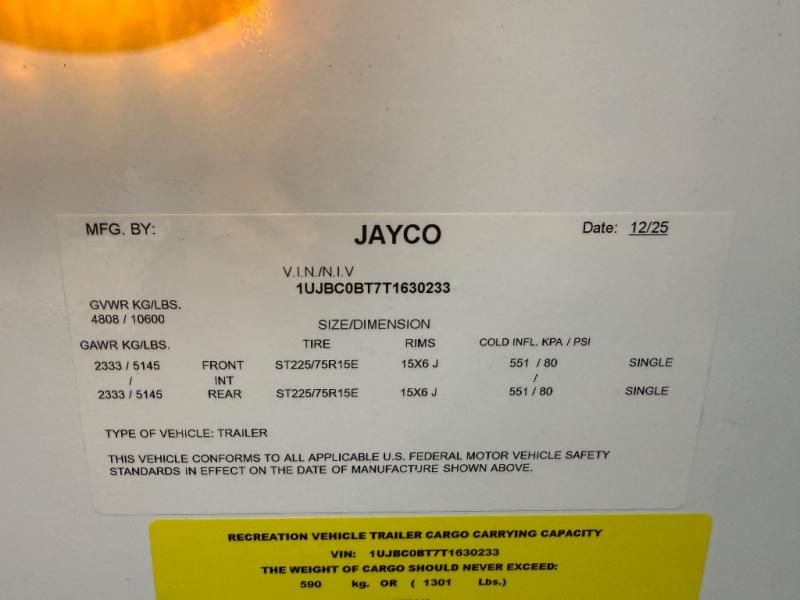 MFG. BY: JAYCO Date: 12/25
V.I.N./N.I.V
1UJBC0BT7T1630233
GVWR KG/LBS.
4808 / 10600
SIZE/DIMENSION
GAWR KG/LBS. TIRE RIMS COLD INFL. KPA / PSI
2333 / 5145 FRONT ST225/75R15E 15X6 J 551 / 80 SINGLE
/ INT /
2333 / 5145 REAR ST225/75R15E 15X6 J 551 / 80 SINGLE
TYPE OF VEHICLE: TRAILER
THIS VEHICLE CONFORMS TO ALL APPLICABLE U.S. FEDERAL MOTOR VEHICLE SAFETY
STANDARDS IN EFFECT ON THE DATE OF MANUFACTURE SHOWN ABOVE.
RECREATION VEHICLE TRAILER CARGO CARRYING CAPACITY
VIN: 1UJBC0BT7T1630233
THE WEIGHT OF CARGO SHOULD NEVER EXCEED:
590 kg. OR ( 1301 Lbs.)